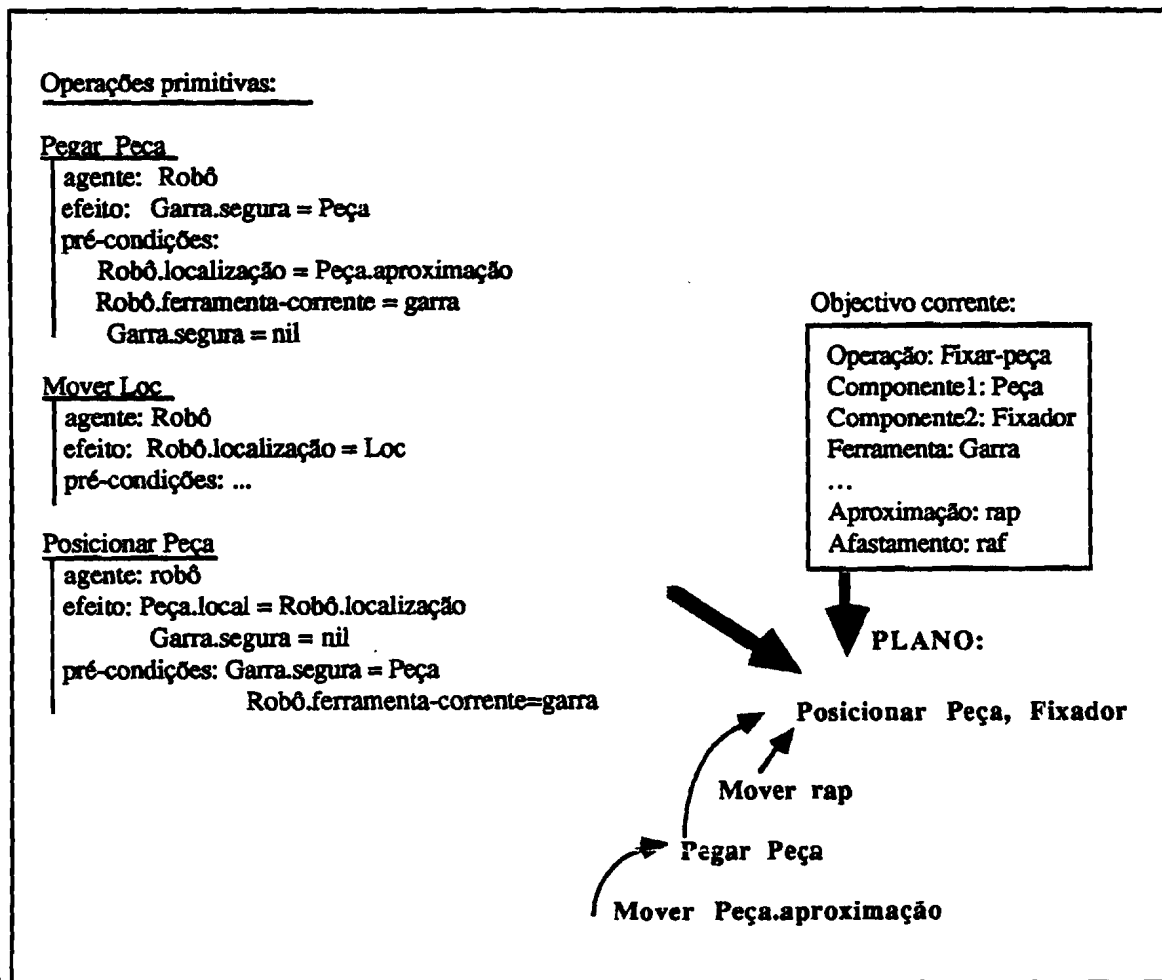 Operações primitivas:
Pegar Peça
agente: Robô
efeito: Garra.segura = Peça
pré-condições:
Robô.localização = Peça.aproximação
Robô.ferramenta-corrente = garra
Garra.segura = nil
Mover Loc
agente: Robô
efeito: Robô.localização = Loc
pré-condições: ...
Posicionar Peça
agente: robô
efeito: Peça.local = Robô.localização
Garra.segura = nil
pré-condições: Garra.segura = Peça
Robô.ferramenta-corrente=garra
Objectivo corrente:
Operação: Fixar-peça
Componente1: Peça
Componente2: Fixador
Ferramenta: Garra
...
Aproximação: rap
Afastamento: raf
PLANO:
Posicionar Peça, Fixador
Mover rap
Pegar Peça
Mover Peça.aproximação